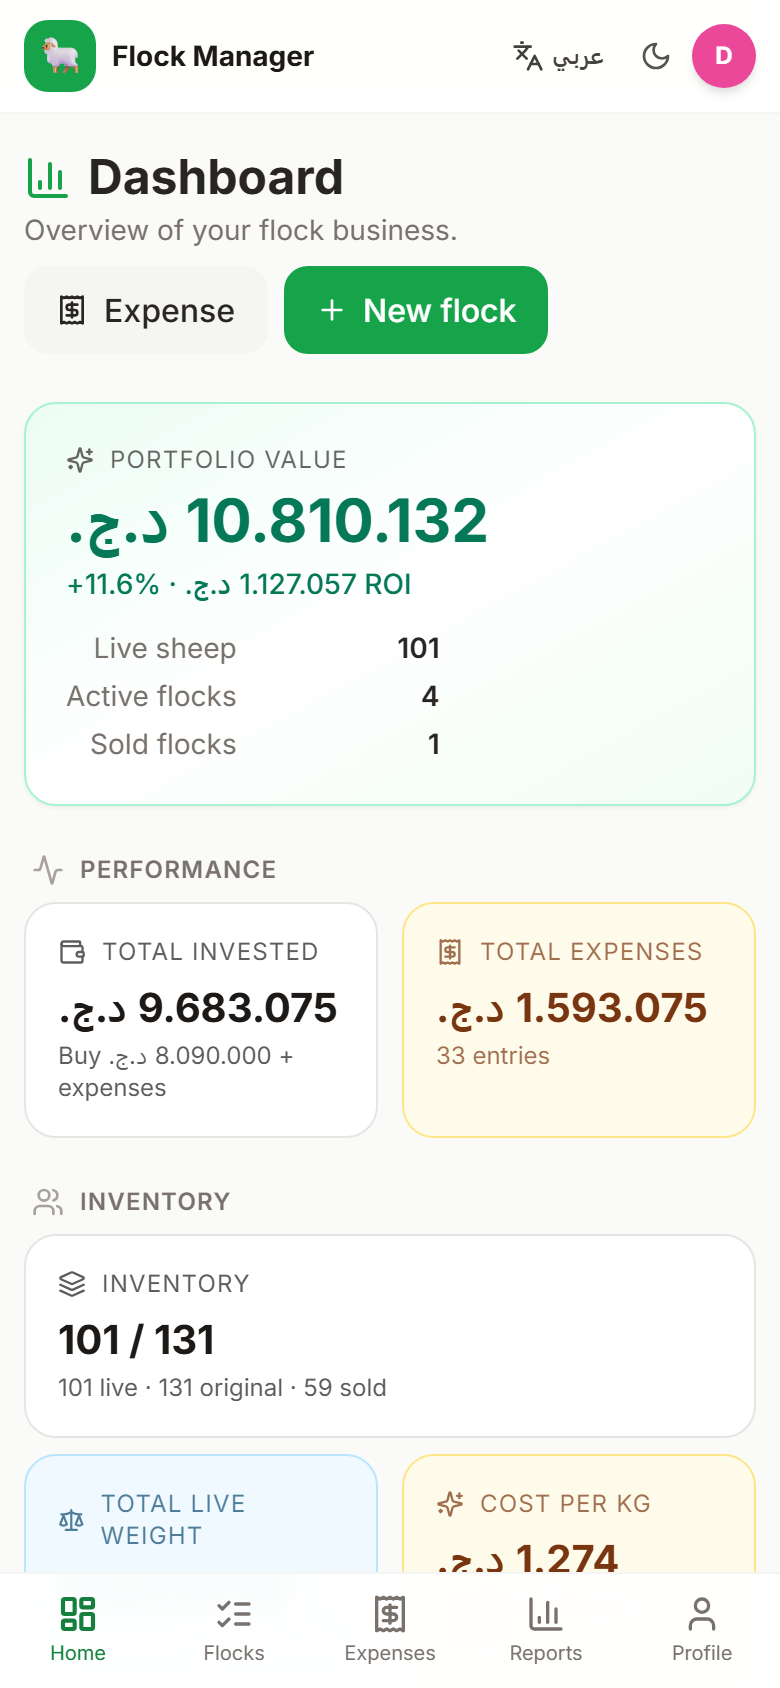 Flock Manager
عربي
D
Dashboard
Overview of your flock business.
Expense
New flock
PORTFOLIO VALUE
د.ج.‏ 10.810.132
+11.6% · د.ج.‏ 1.127.057 ROI
Live sheep 101
Active flocks 4
Sold flocks 1
PERFORMANCE
TOTAL INVESTED
د.ج.‏ 9.683.075
Buy د.ج.‏ 8.090.000 +
expenses
TOTAL EXPENSES
د.ج.‏ 1.593.075
33 entries
INVENTORY
INVENTORY
101 / 131
101 live · 131 original · 59 sold
TOTAL LIVE
WEIGHT
COST PER KG
د.ج.‏ 1.274
Home
Flocks
Expenses
Reports
Profile